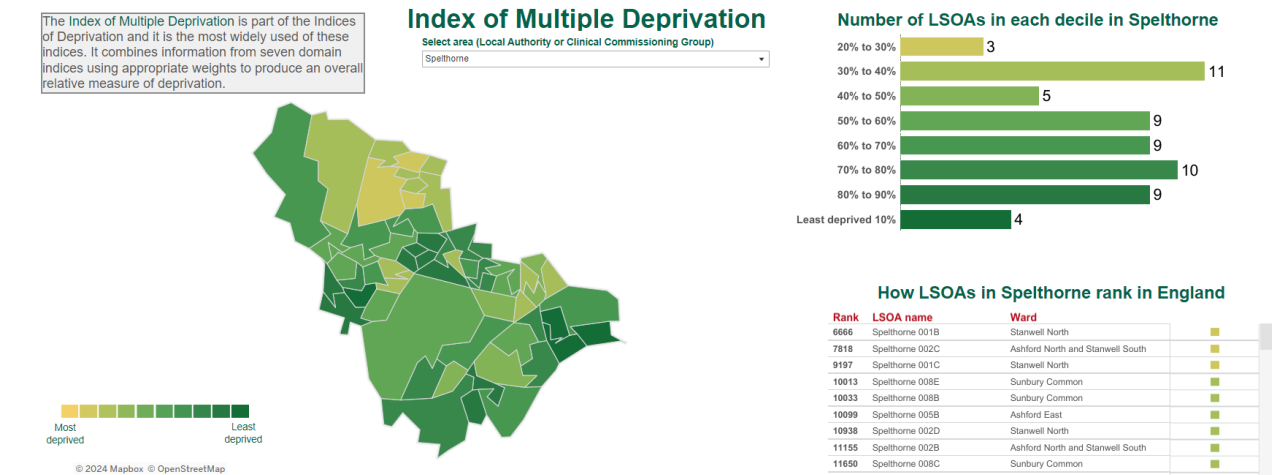 The Index of Multiple Deprivation is part of the Indices
of Deprivation and it is the most widely used of these
indices. It combines information from seven domain
indices using appropriate weights to produce an overall
relative measure of deprivation.
Index of Multiple Deprivation
Select area (Local Authority or Clinical Commissioning Group)
Spelthorne
Most
deprived
Least
deprived
© 2024 Mapbox © OpenStreetMap
Number of LSOAs in each decile in Spelthorne
20% to 30% 3
30% to 40% 11
40% to 50% 5
50% to 60% 9
60% to 70% 9
70% to 80% 10
80% to 90% 9
Least deprived 10% 4
How LSOAs in Spelthorne rank in England
Rank LSOA name Ward
6666 Spelthorne 001B Stanwell North
7818 Spelthorne 002C Ashford North and Stanwell South
9197 Spelthorne 001C Stanwell North
10013 Spelthorne 008E Sunbury Common
10033 Spelthorne 008B Sunbury Common
10099 Spelthorne 005B Ashford East
10938 Spelthorne 002D Stanwell North
11155 Spelthorne 002B Ashford North and Stanwell South
11650 Spelthorne 008C Sunbury Common